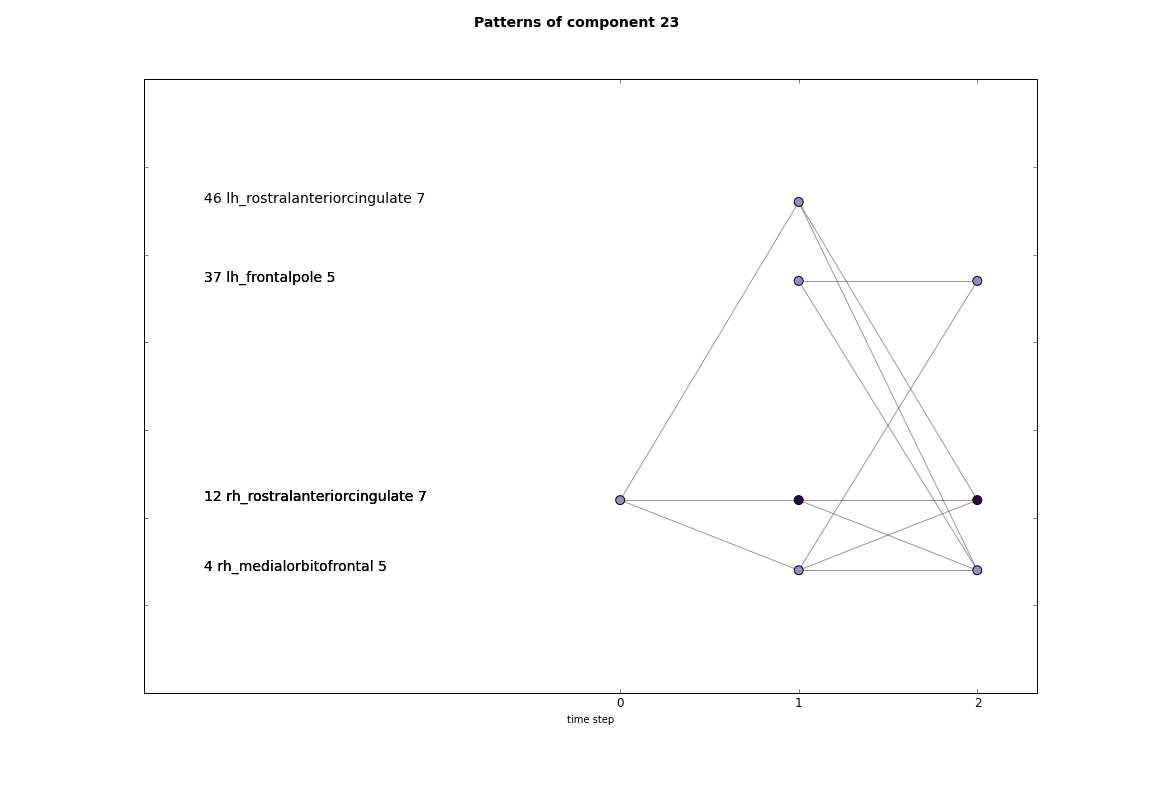 Patterns of component 23
46 lh_rostralanteriorcingulate 7
37 lh_frontalpole 5
12 rh_rostralanteriorcingulate 7
4 rh_medialorbitofrontal 5
0 1 2
time step